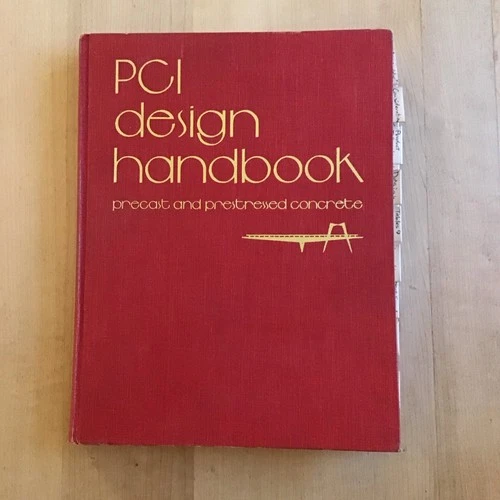 PCI
design
handbook
precast and prestressed concrete